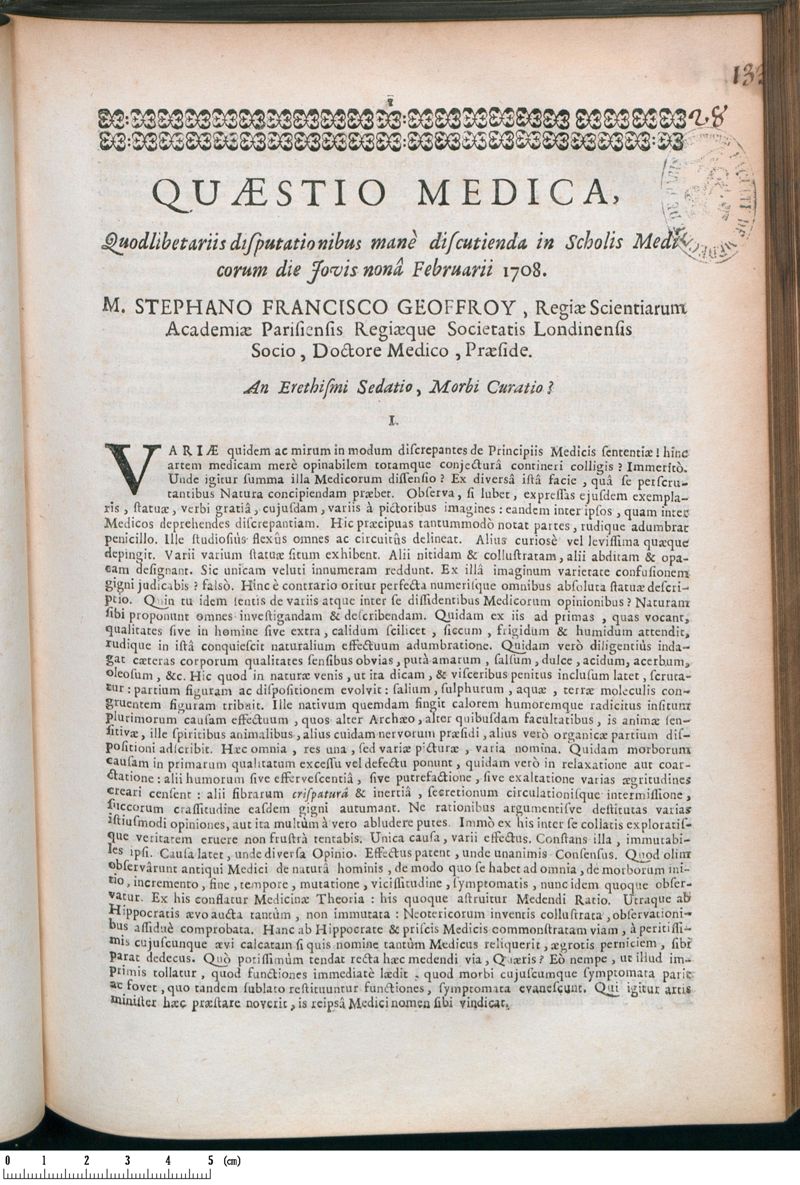 133
28
QUÆSTIO MEDICA,
Quodlibetariis diſputationibus manè diſcutienda in Scholis Medi-
corum die Jovis nonâ Februarii 1708.
M. STEPHANO FRANCISCO GEOFFROY, Regiæ Scientiarum
Academiæ Pariſienſis Regiæque Societatis Londinenſis
Socio, Doctore Medico, Præſide.
An Erethiſmi Sedatio, Morbi Curatio?
I.
VARIÆ quidem ac mirum in modum diſcrepantes de Principiis Medicis ſententiæ! hinc
artem medicam merè opinabilem totamque conjecturâ contineri colligis? Immeritò.
Unde igitur ſumma illa Medicorum diſſenſio? Ex diversâ iſtâ facie, quâ ſe perſcru-
tantibus Natura concipiendam præbet. Obſerva, ſi lubet, expreſſas ejuſdem exempla-
ris, ſtatuæ, verbi gratiâ, cujuſdam, variis à pictoribus imagines: eandem inter ipſos, quam inter
Medicos deprehendes diſcrepantiam. Hic præcipuas tantummodò notat partes, rudique adumbrat
penicillo. Ille ſtudioſiùs flexûs omnes ac circuitûs delineat. Alius curiosè vel leviſſima quæque
depingit. Varii varium ſtatuæ ſitum exhibent. Alii nitidam & colluſtratam, alii abditam & opa-
cam deſignant. Sic unicam veluti innumeram reddunt. Ex illâ imaginum varietate confuſionem
gigni judicabis? falsò. Hinc è contrario oritur perfecta numeriſque omnibus abſoluta ſtatuæ deſcri-
ptio. Quin tu idem ſentis de variis atque inter ſe diſſidentibus Medicorum opinionibus? Naturam
ſibi proponunt omnes inveſtigandam & deſcribendam. Quidam ex iis ad primas, quas vocant,
qualitates ſive in homine ſive extra, calidum ſcilicet, ſiccum, frigidum & humidum attendit,
rudique in iſtâ conquieſcit naturalium effectuum adumbratione. Quidam verò diligentiùs inda-
gat cæteras corporum qualitates ſenſibus obvias, putà amarum, ſalſum, dulce, acidum, acerbum,
oleoſum, &c. Hic quod in naturæ venis, ut ita dicam, & viſceribus penitus incluſum latet, ſcruta-
tur: partium figuram ac diſpoſitionem evolvit: ſalium, ſulphurum, aquæ, terræ moleculis con-
gruentem figuram tribuit. Ille nativum quemdam fingit calorem humoremque radicitus inſitum
plurimorum cauſam effectuum, quos alter Archæo, alter quibuſdam facultatibus, is animæ ſen-
ſitivæ, ille ſpiritibus animalibus, alius cuidam nervorum præſidi, alius verò organicæ partium diſ-
poſitioni adſcribit. Hæc omnia, res una, ſed variæ picturæ, varia nomina. Quidam morborum
cauſam in primarum qualitatum exceſſu vel defectu ponunt, quidam verò in relaxatione aut coar-
ctatione: alii humorum ſive efferveſcentiâ, ſive putrefactione, ſive exaltatione varias ægritudines
creari cenſent: alii fibrarum criſpaturâ & inertiâ, ſecretionum circulationiſque intermiſſione,
ſuccorum craſſitudine eaſdem gigni autumant. Ne rationibus argumentiſve deſtitutas varias
iſtiuſmodi opiniones, aut ita multùm à vero abludere putes. Immò ex his inter ſe collatis exploratiſ-
que veritatem eruere non fruſtrà tentabis. Unica cauſa, varii effectus. Conſtans illa, immutabi-
les ipſi. Cauſa latet, unde diverſa Opinio. Effectus patent, unde unanimis Conſenſus. Quod olim
obſervârunt antiqui Medici de naturâ hominis, de modo quo ſe habet ad omnia, de morborum ini-
tio, incremento, fine, tempore, mutatione, viciſſitudine, ſymptomatis, nunc idem quoque obſer-
vatur. Ex his conflatur Medicinæ Theoria: his quoque aſtruitur Medendi Ratio. Utraque ab
Hippocratis ævo aucta tantùm, non immutata: Neotericorum inventis colluſtrata, obſervationi-
bus aſſiduè comprobata. Hanc ab Hippocrate & priſcis Medicis commonſtratam viam, à peritiſſi-
mis cujuſcunque ævi calcatam ſi quis nomine tantùm Medicus reliquerit, ægrotis perniciem, ſibi
parat dedecus. Quò potiſſimùm tendat recta hæc medendi via, Quæris? Eò nempe, ut illud im-
primis tollatur, quod functiones immediatè lædit, quod morbi cujuſcumque ſymptomata parit
ac fovet, quo tandem ſublato reſtituuntur functiones, ſymptomata evaneſcunt. Qui igitur artis
miniſter hæc præſtare noverit, is reipsâ Medici nomen ſibi vindicat.
0 1 2 3 4 5 (cm)